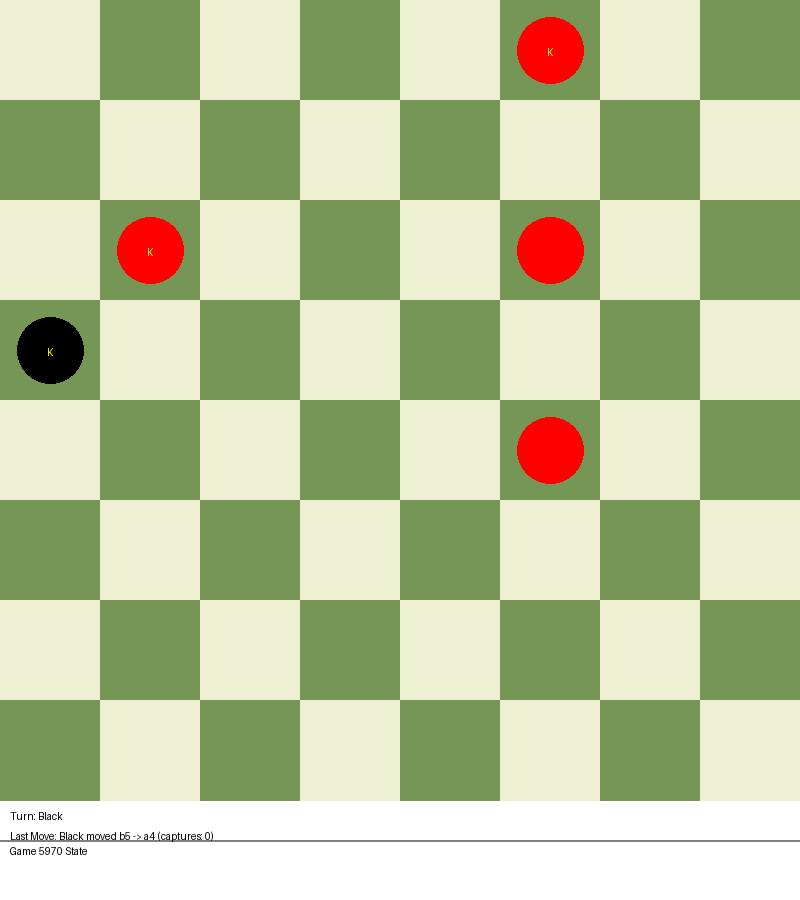 K
K
K
Turn: Black
Last Move: Black moved b5 -> a4 (captures: 0)
Game 5970 State